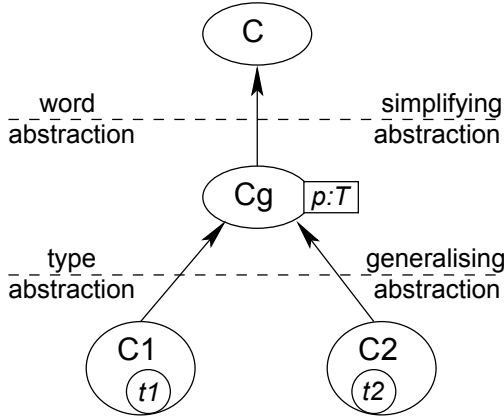 C
word simplifying
abstraction abstraction
Cg p:T
type generalising
abstraction abstraction
C1 C2
t1 t2